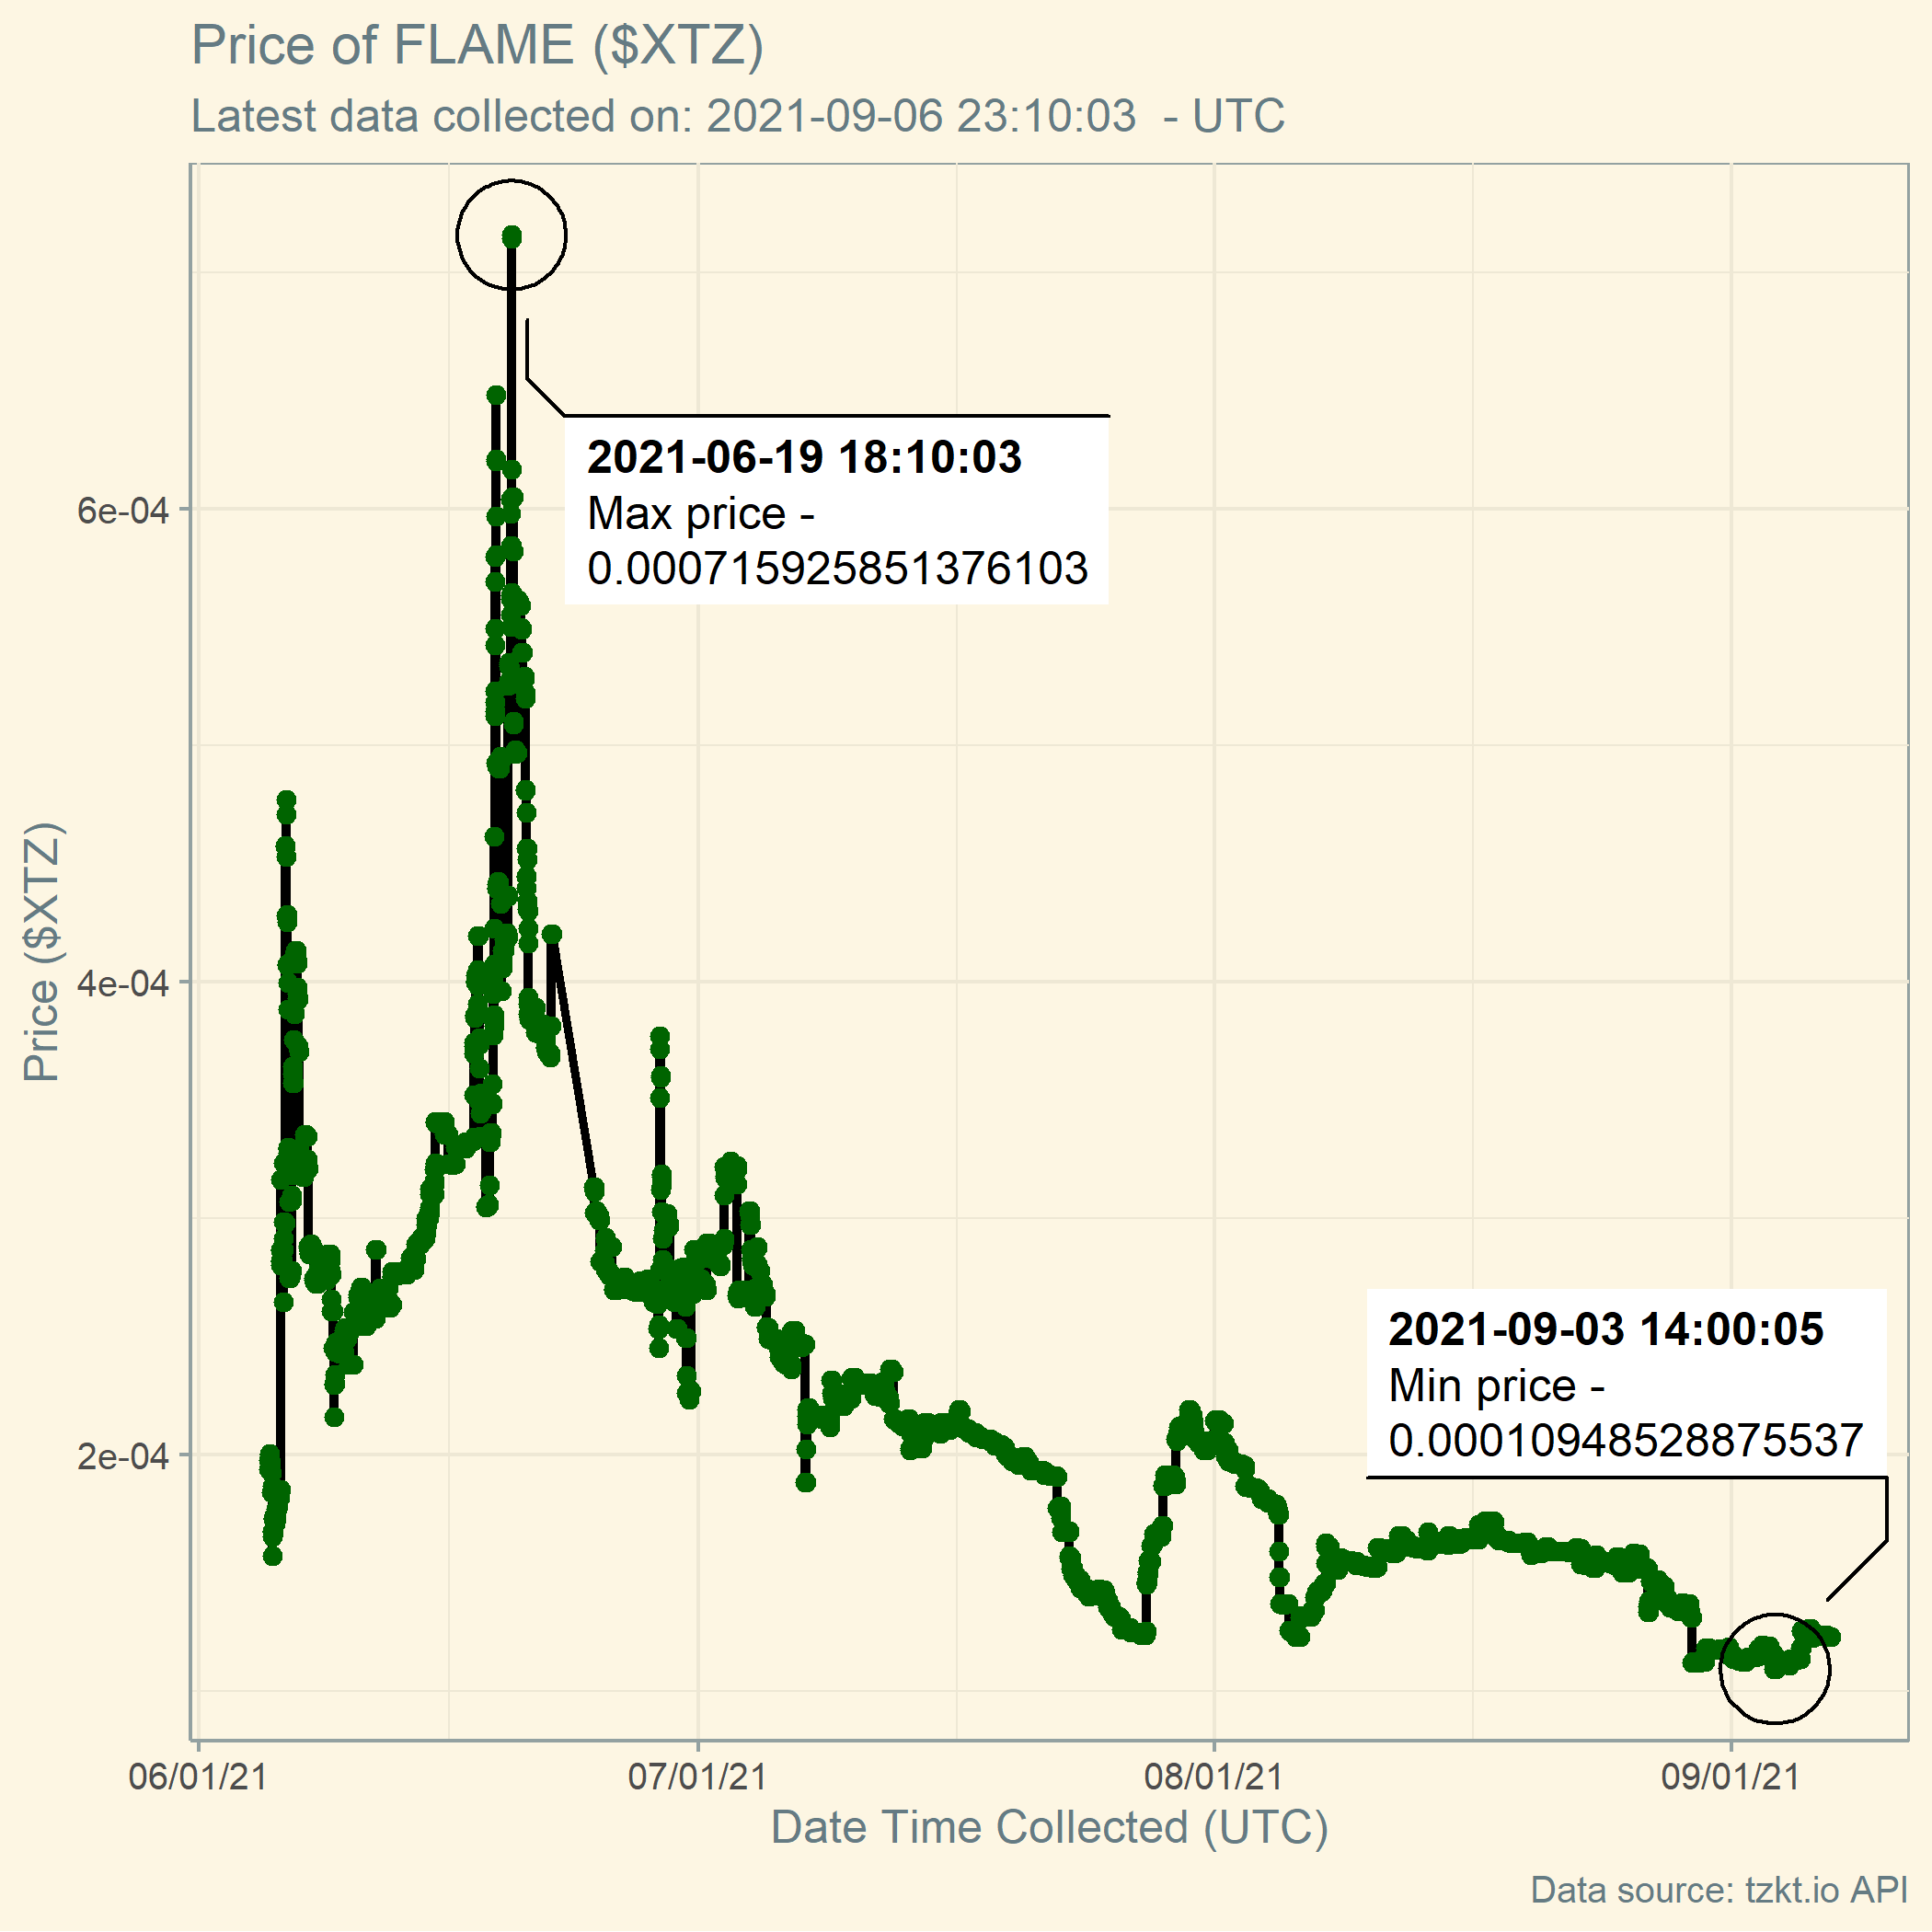 Price of FLAME ($XTZ)
Latest data collected on: 2021-09-06 23:10:03  - UTC
2021-06-19 18:10:03
Max price -
0.000715925851376103
6e-04
4e-04
2e-04
Price ($XTZ)
2021-09-03 14:00:05
Min price -
0.00010948528875537
06/01/21
07/01/21
08/01/21
09/01/21
Date Time Collected (UTC)
Data source: tzkt.io API